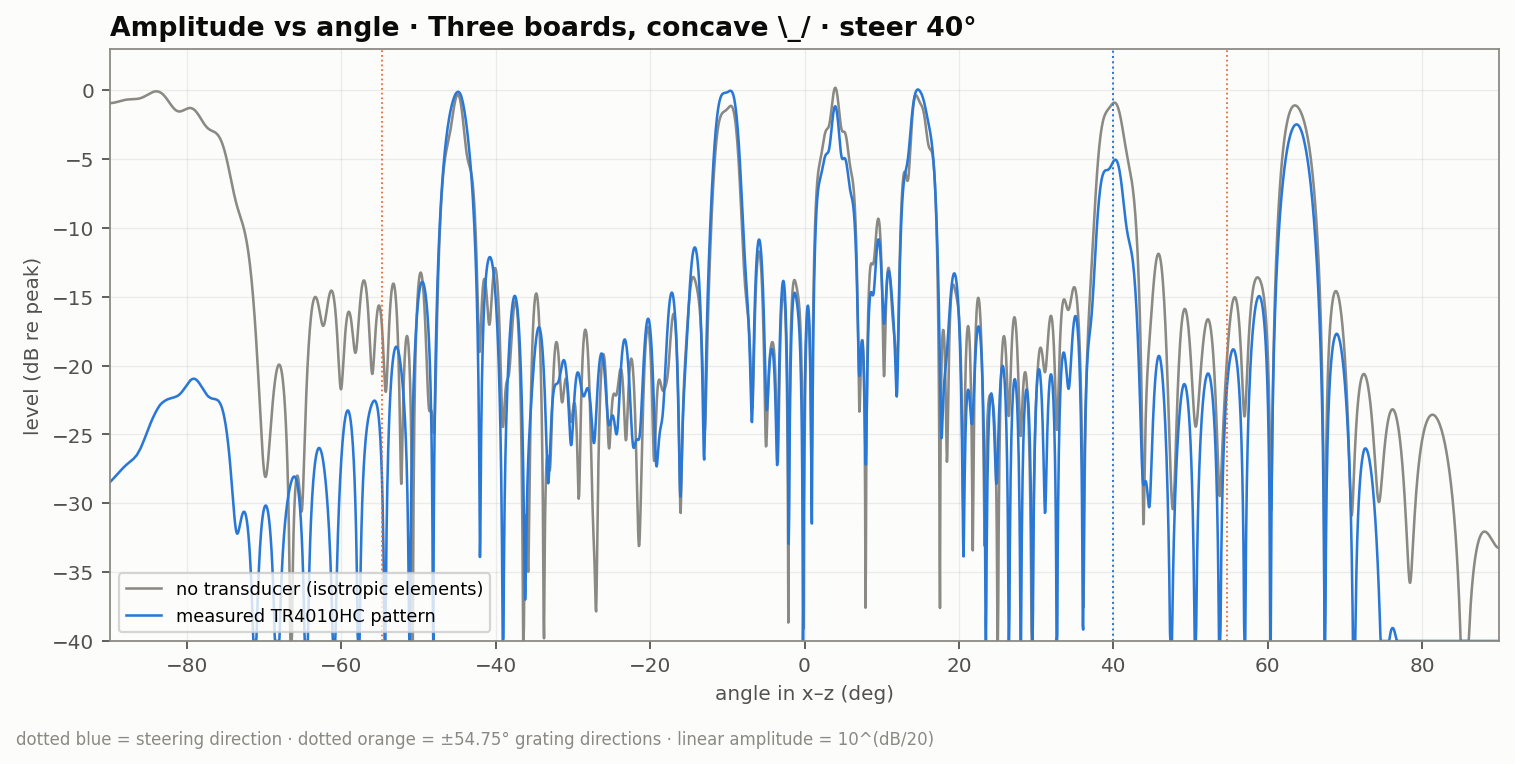 Amplitude vs angle · Three boards, concave \_/ · steer 40°
level (dB re peak)
0
−5
−10
−15
−20
−25
−30
−35
−40
no transducer (isotropic elements)
measured TR4010HC pattern
−80 −60 −40 −20 0 20 40 60 80
angle in x–z (deg)
dotted blue = steering direction · dotted orange = ±54.75° grating directions · linear amplitude = 10^(dB/20)